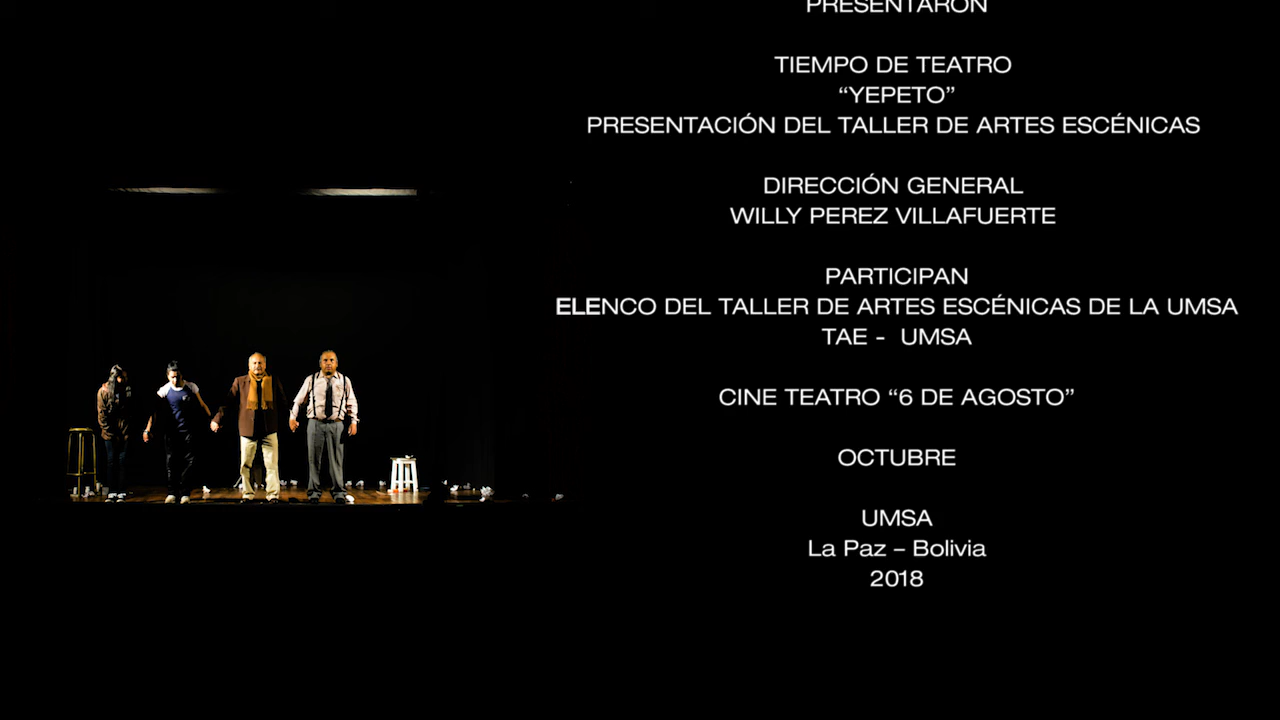 PRESENTARON
TIEMPO DE TEATRO
“YEPETO”
PRESENTACIÓN DEL TALLER DE ARTES ESCÉNICAS
DIRECCIÓN GENERAL
WILLY PEREZ VILLAFUERTE
PARTICIPAN
ELENCO DEL TALLER DE ARTES ESCÉNICAS DE LA UMSA
TAE - UMSA
CINE TEATRO “6 DE AGOSTO”
OCTUBRE
UMSA
La Paz – Bolivia
2018